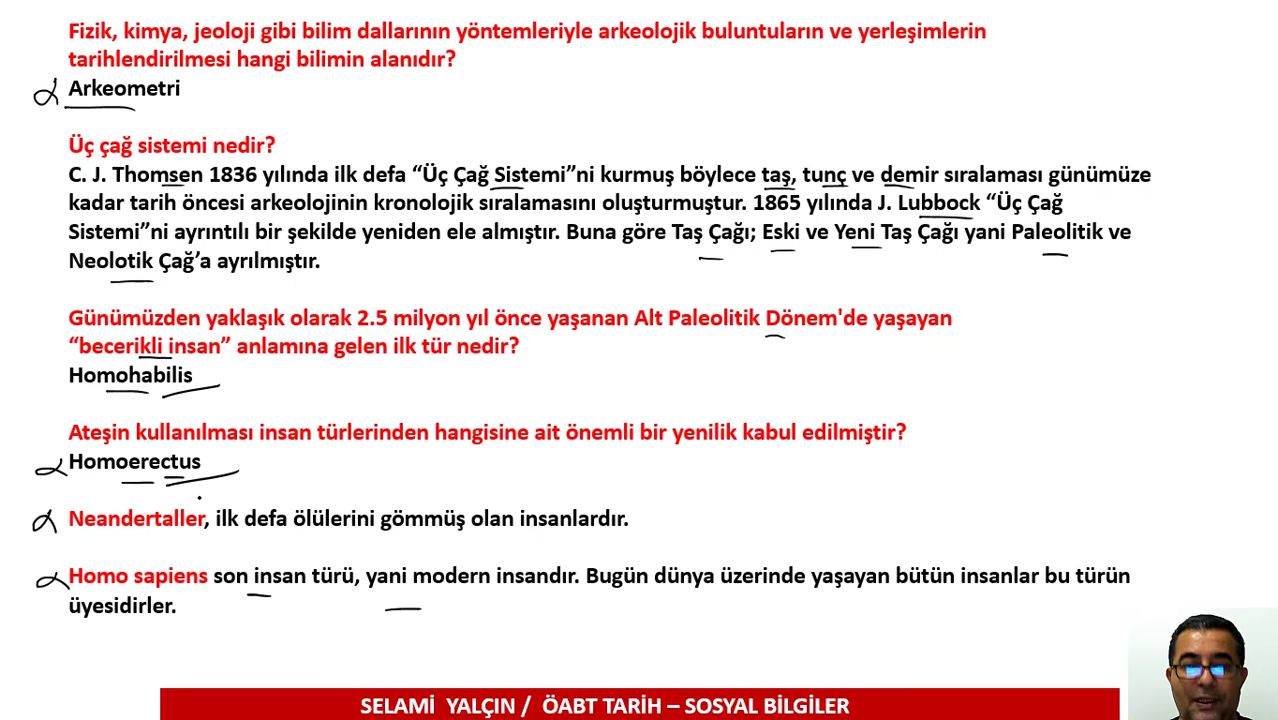 Fizik, kimya, jeoloji gibi bilim dallarının yöntemleriyle arkeolojik buluntuların ve yerleşimlerin
tarihlendirilmesi hangi bilimin alanıdır?
Arkeometri
Üç çağ sistemi nedir?
C. J. Thomsen 1836 yılında ilk defa “Üç Çağ Sistemi”ni kurmuş böylece taş, tunç ve demir sıralaması günümüze
kadar tarih öncesi arkeolojinin kronolojik sıralamasını oluşturmuştur. 1865 yılında J. Lubbock “Üç Çağ
Sistemi”ni ayrıntılı bir şekilde yeniden ele almıştır. Buna göre Taş Çağı; Eski ve Yeni Taş Çağı yani Paleolitik ve
Neolotik Çağ’a ayrılmıştır.
Günümüzden yaklaşık olarak 2.5 milyon yıl önce yaşanan Alt Paleolitik Dönem'de yaşayan
“becerikli insan” anlamına gelen ilk tür nedir?
Homohabilis
Ateşin kullanılması insan türlerinden hangisine ait önemli bir yenilik kabul edilmiştir?
Homoerectus
Neandertaller, ilk defa ölülerini gömmüş olan insanlardır.
Homo sapiens son insan türü, yani modern insandır. Bugün dünya üzerinde yaşayan bütün insanlar bu türün
üyesidirler.
SELAMİ YALÇIN / ÖABT TARİH – SOSYAL BİLGİLER